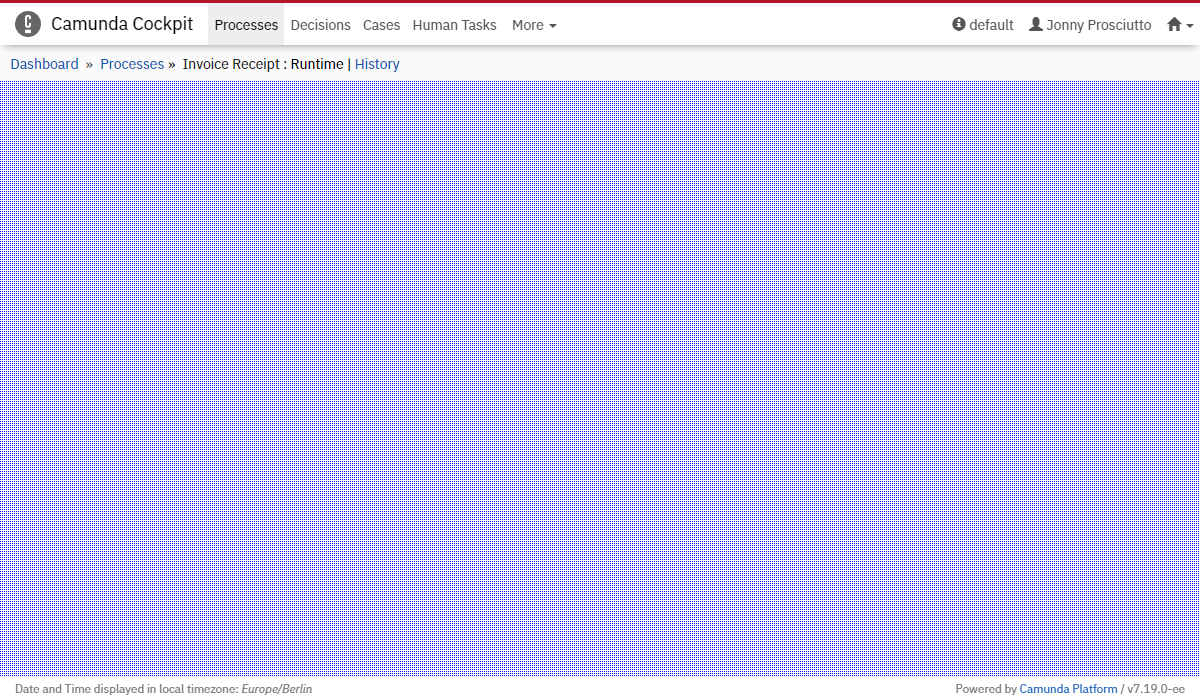 Camunda Cockpit Processes Decisions Cases Human Tasks More default Jonny Prosciutto
Dashboard » Processes » Invoice Receipt : Runtime | History
Date and Time displayed in local timezone: Europe/Berlin Powered by Camunda Platform / v7.19.0-ee